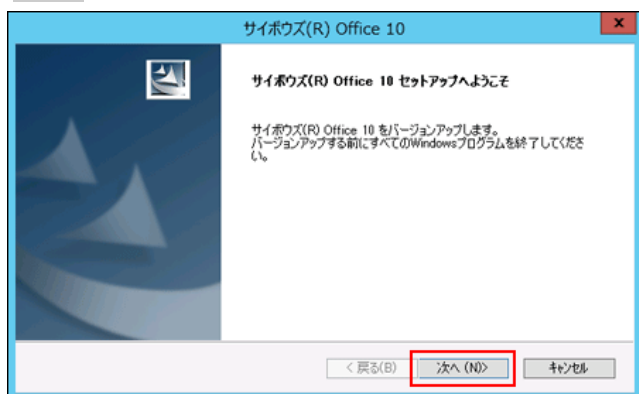 サイボウズ(R) Office 10
x
サイボウズ(R) Office 10 セットアップへようこそ
サイボウズ(R) Office 10 をバージョンアップします。
バージョンアップする前にすべてのWindowsプログラムを終了してくださ
い。
< 戻る(B)
次へ (N)>
キャンセル